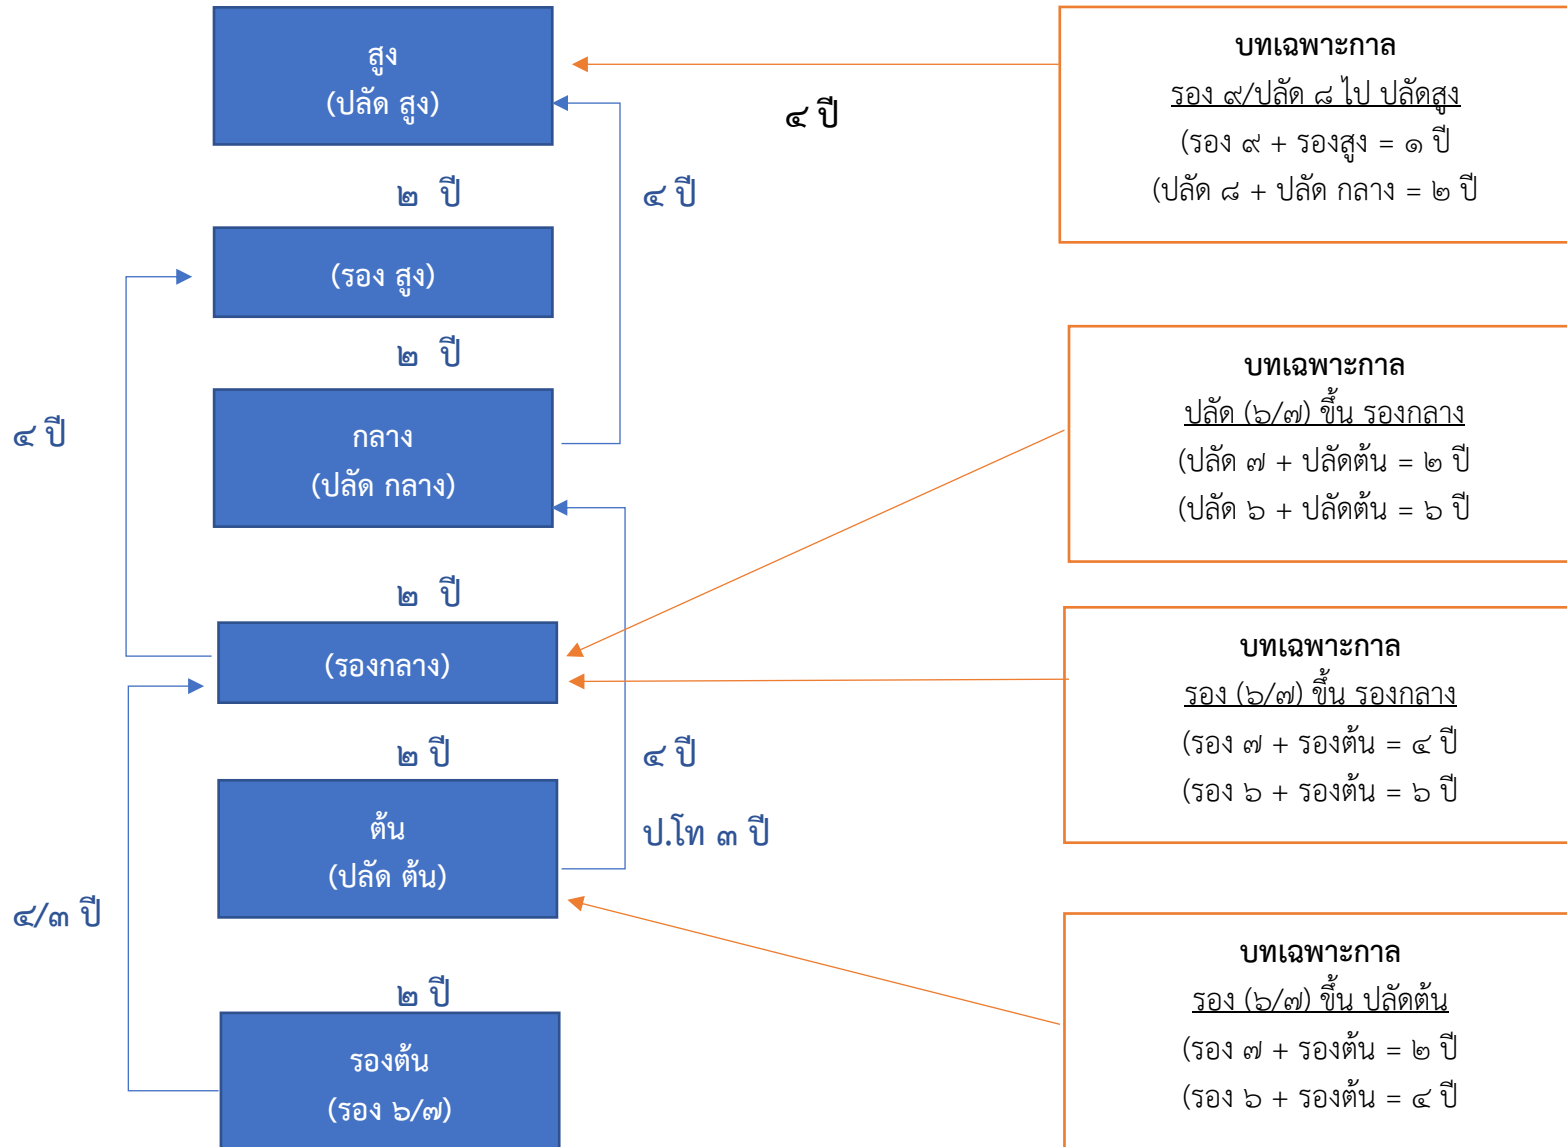 สูง
(ปลัด สูง)
๒ ปี
(รอง สูง)
๒ ปี
กลาง
(ปลัด กลาง)
๒ ปี
(รองกลาง)
๒ ปี
ต้น
(ปลัด ต้น)
๒ ปี
รองต้น
(รอง ๖/๗)
๔ ปี
๔/๓ ปี
๔ ปี
๔ ปี
ป.โท ๓ ปี
๔ ปี
บทเฉพาะกาล
รอง ๙/ปลัด ๘ ไป ปลัดสูง
(รอง ๙ + รองสูง = ๑ ปี
(ปลัด ๘ + ปลัด กลาง = ๒ ปี
บทเฉพาะกาล
ปลัด (๖/๗) ขึ้น รองกลาง
(ปลัด ๗ + ปลัดต้น = ๒ ปี
(ปลัด ๖ + ปลัดต้น = ๖ ปี
บทเฉพาะกาล
รอง (๖/๗) ขึ้น รองกลาง
(รอง ๗ + รองต้น = ๔ ปี
(รอง ๖ + รองต้น = ๖ ปี
บทเฉพาะกาล
รอง (๖/๗) ขึ้น ปลัดต้น
(รอง ๗ + รองต้น = ๒ ปี
(รอง ๖ + รองต้น = ๔ ปี